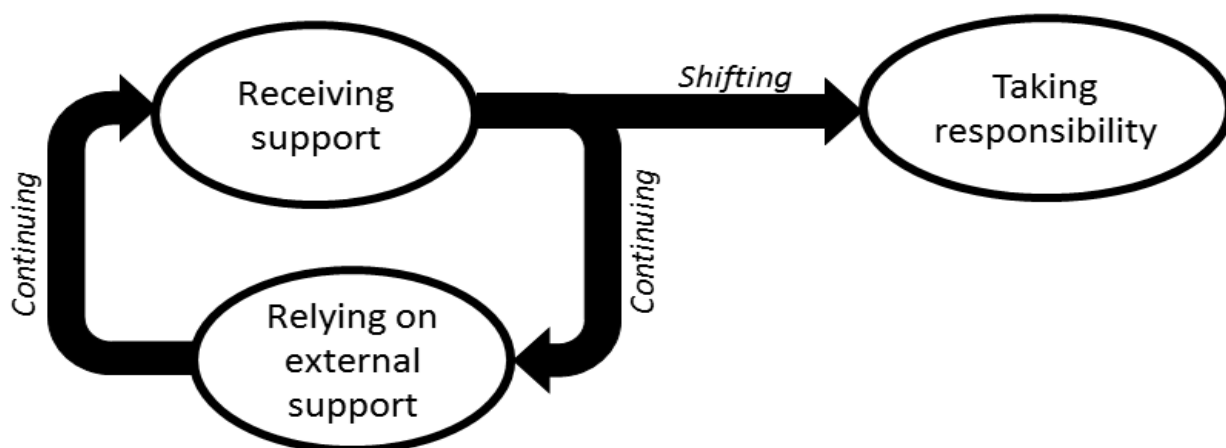 Receiving
support
Shifting
Taking
responsibility
Continuing
Continuing
Relying on
external
support